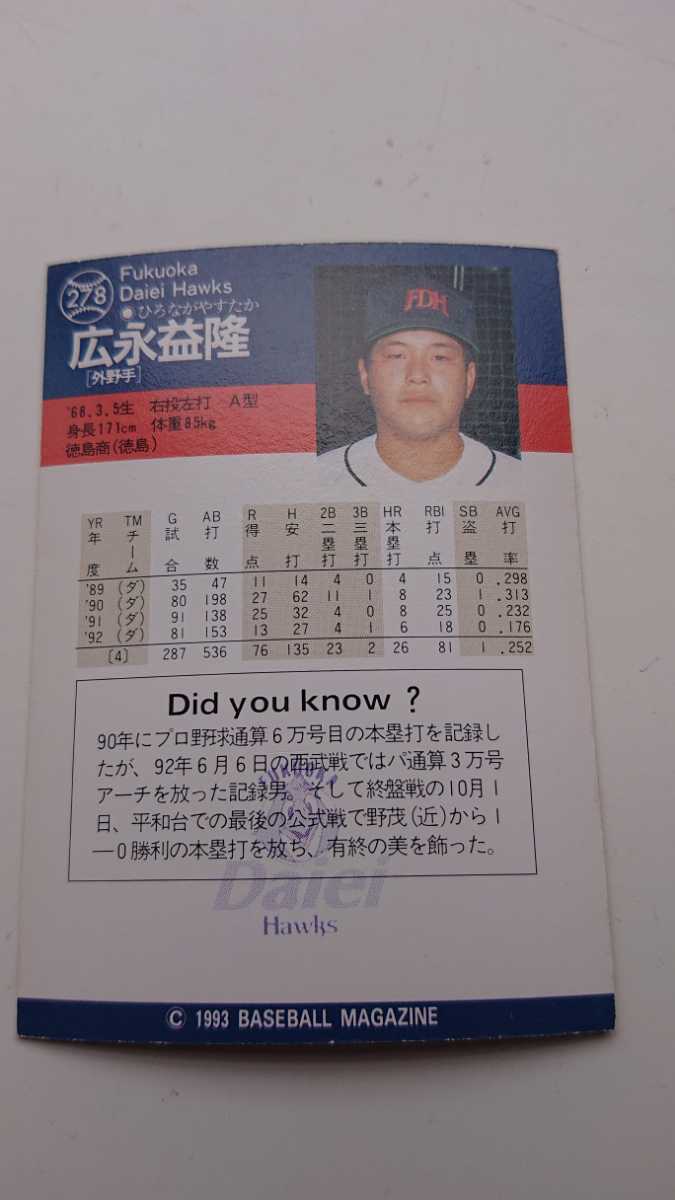 278
Fukuoka
Daiei Hawks
●ひろながやすたか
広永益隆
[外野手]
FDH
'68.3.5生 右投左打 A型
身長171cm 体重85kg
徳島商(徳島)
YR TM G AB R H 2B 3B HR RBI SB AVG
年度 チーム 試合 打数 得点 安打 二塁打 三塁打 本塁打 打点 盗塁 打率
'89 (ダ) 35 47 11 14 4 0 4 15 0 .298
'90 (ダ) 80 198 27 62 11 1 8 23 1 .313
'91 (ダ) 91 138 25 32 4 0 8 25 0 .232
'92 (ダ) 81 153 13 27 4 1 6 18 0 .176
〔4〕 287 536 76 135 23 2 26 81 1 .252
Did you know ?
90年にプロ野球通算6万号目の本塁打を記録し
たが、92年6月6日の西武戦ではパ通算3万号
アーチを放った記録男。そして終盤戦の10月1
日、平和台での最後の公式戦で野茂(近)から1
―0勝利の本塁打を放ち、有終の美を飾った。
FUKUOKA
Daiei
Hawks
© 1993 BASEBALL MAGAZINE